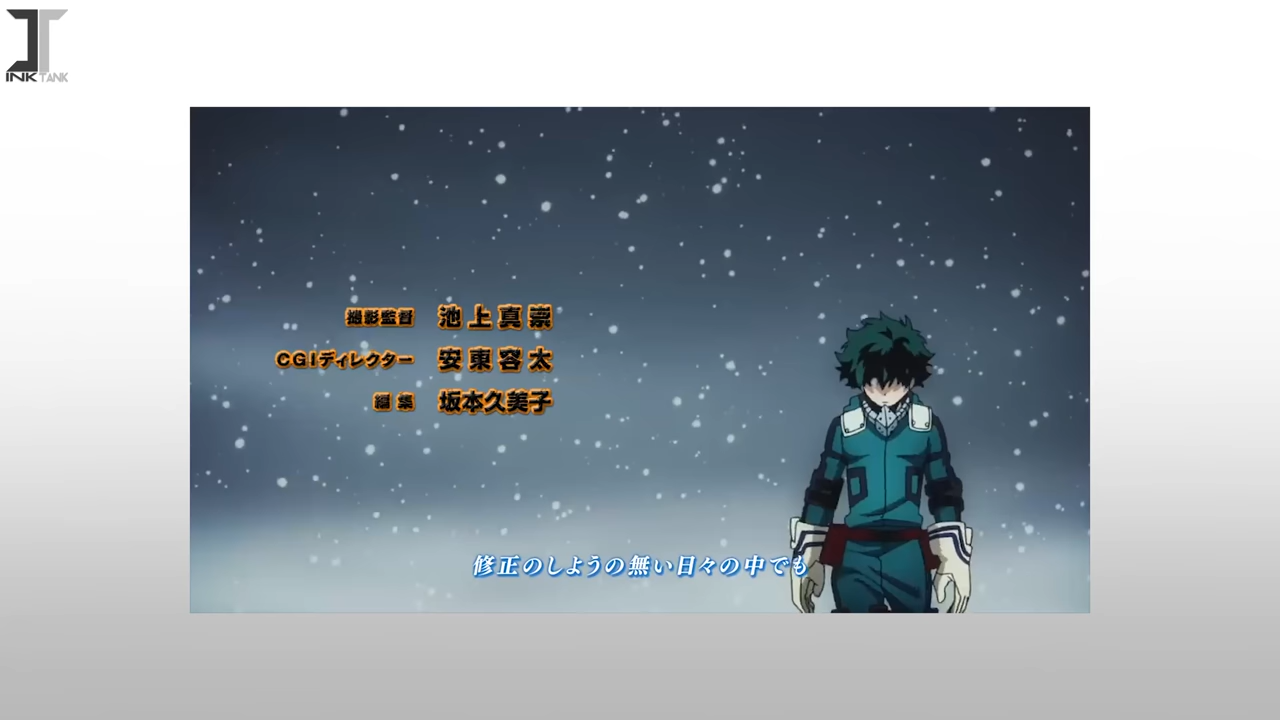 INK TANK
撮影監督 池上真崇
CGIディレクター 安東容太
編集 坂本久美子
修正のしようの無い日々の中でも